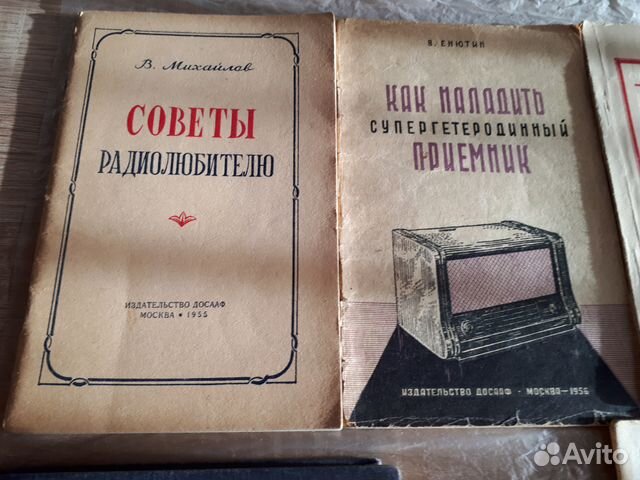 В. Михайлов
СОВЕТЫ
РАДИОЛЮБИТЕЛЮ
ИЗДАТЕЛЬСТВО ДОСААФ
МОСКВА • 1955
В. ЕНЮТИН
КАК НАЛАДИТЬ
СУПЕРГЕТЕРОДИННЫЙ
ПРИЕМНИК
ИЗДАТЕЛЬСТВО ДОСААФ - МОСКВА—1956
Avito